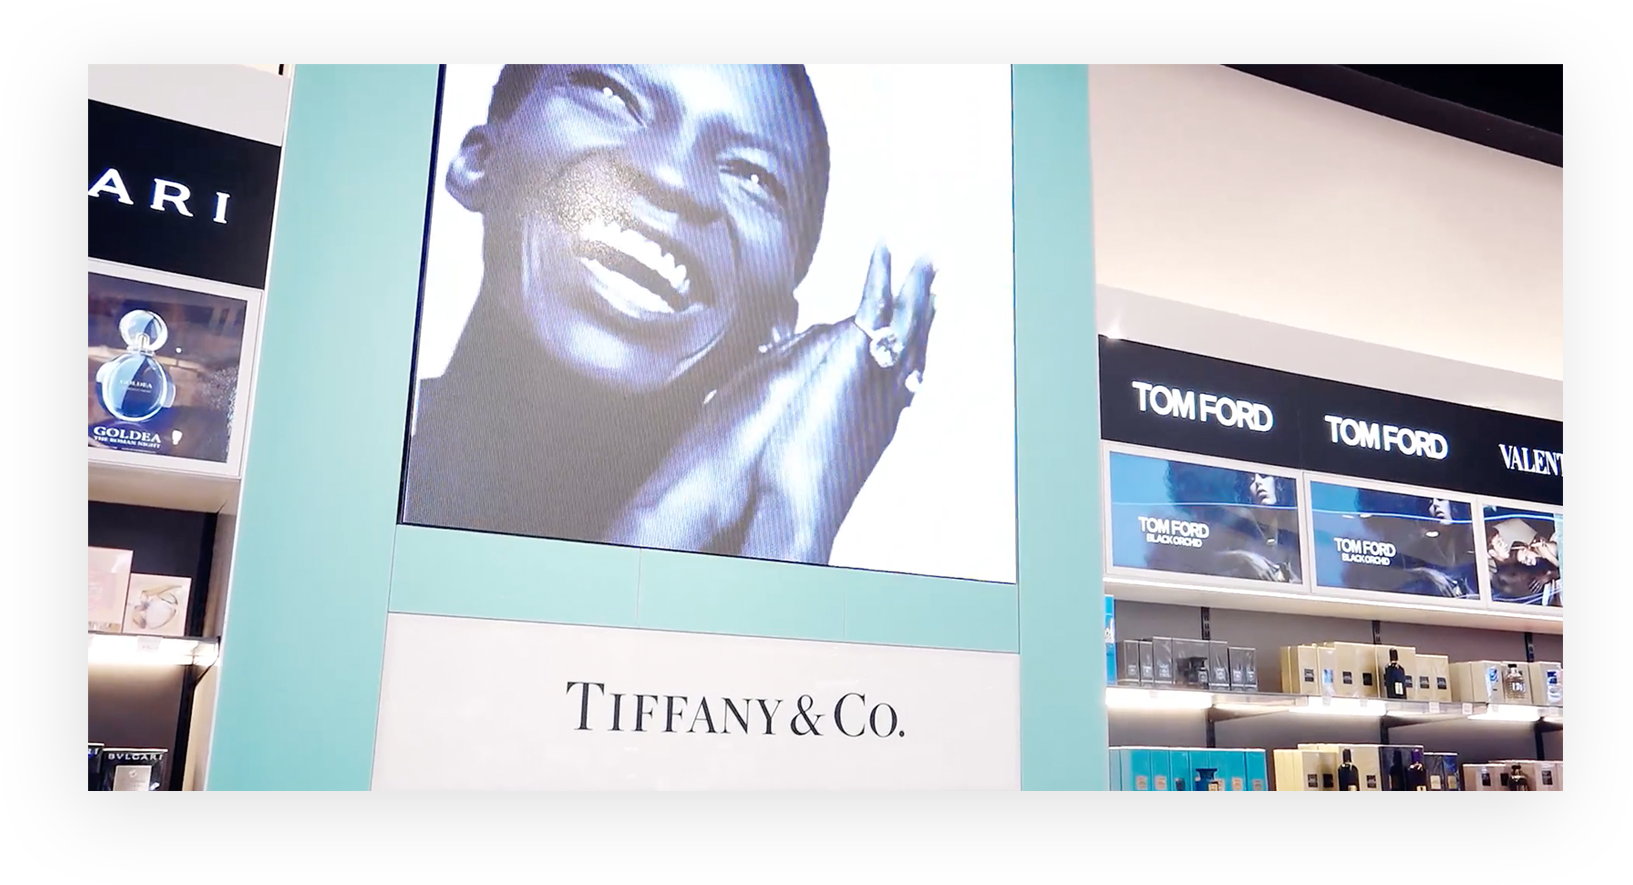 ARI
GOLDEA
GOLDEA
THE ROMAN NIGHT
BVLGARI
TIFFANY & CO.
TOM FORD
TOM FORD
VALENT
TOM FORD
BLACK ORCHID
TOM FORD
BLACK ORCHID